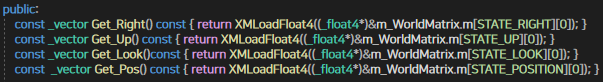 public:
const _vector Get_Right() const { return XMLoadFloat4((_float4*)&m_WorldMatrix.m[STATE_RIGHT][0]); }
const _vector Get_Up() const { return XMLoadFloat4((_float4*)&m_WorldMatrix.m[STATE_UP][0]); }
const _vector Get_Look()const { return XMLoadFloat4((_float4*)&m_WorldMatrix.m[STATE_LOOK][0]); }
const _vector Get_Pos() const { return XMLoadFloat4((_float4*)&m_WorldMatrix.m[STATE_POSITION][0]); }